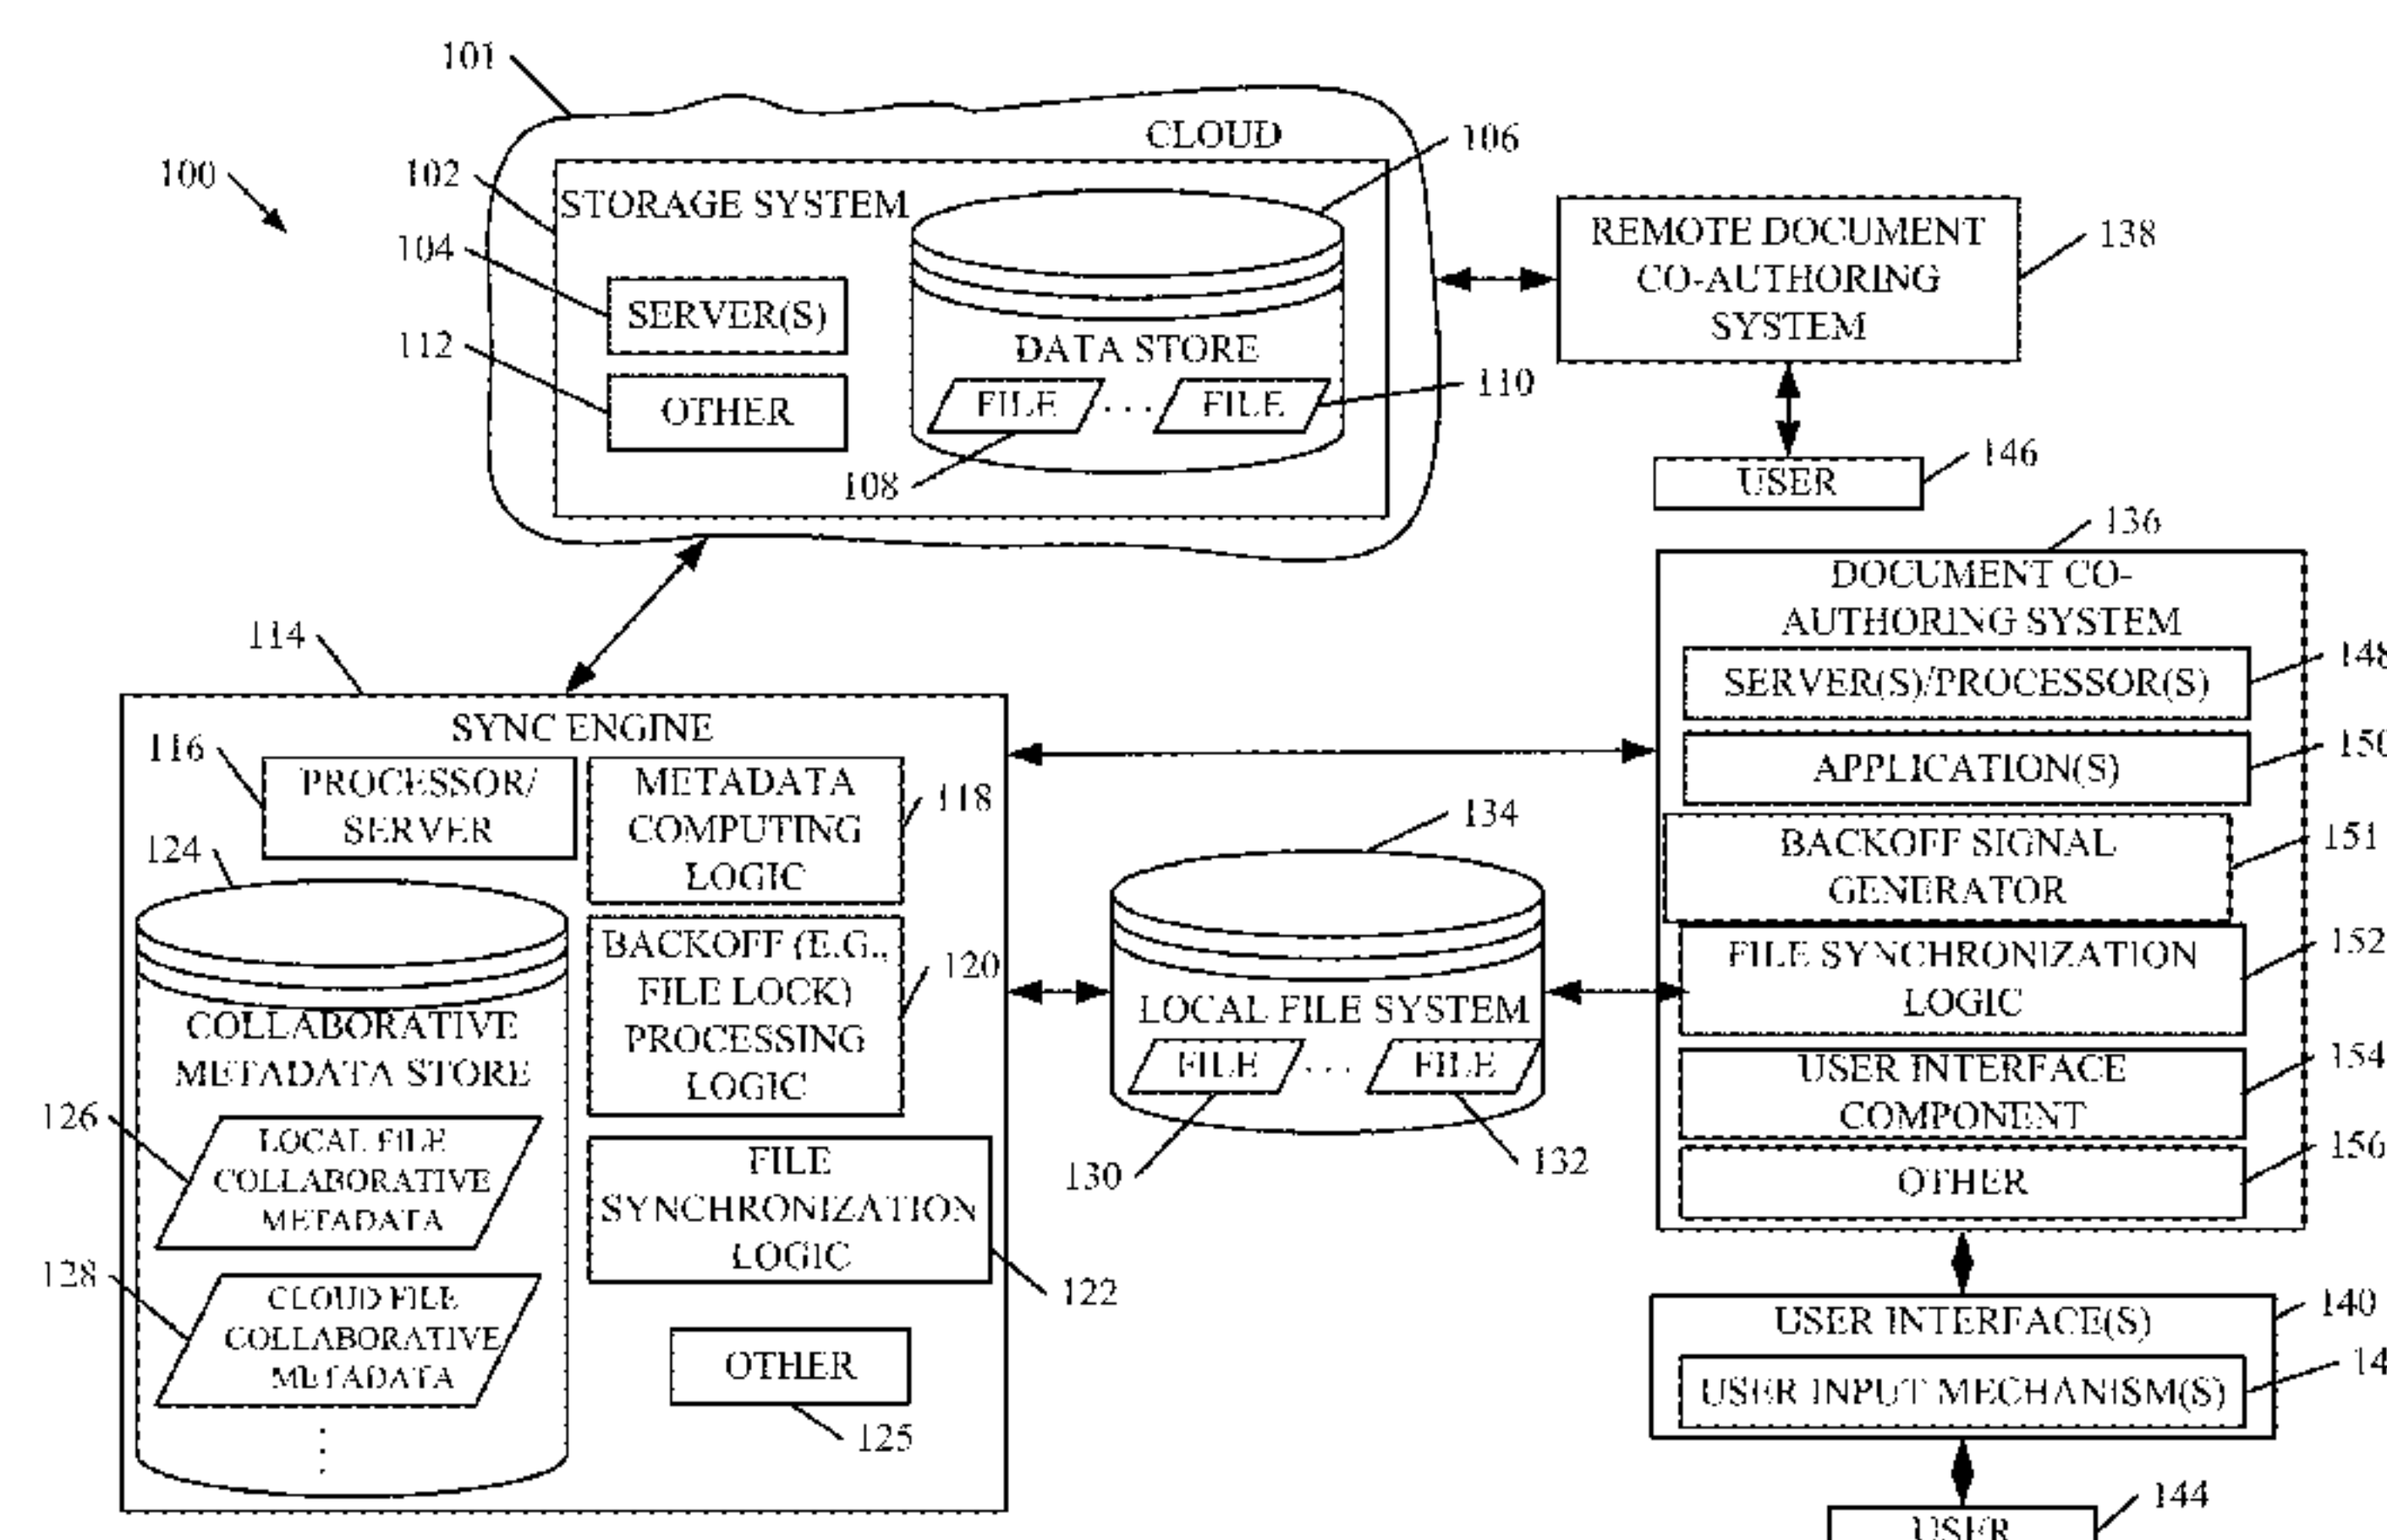 101
CLOUD
106
100
102
STORAGE SYSTEM
104
SERVER(S)
112
OTHER
DATA STORE
FILE
. . .
FILE
110
108
REMOTE DOCUMENT
CO-AUTHORING
SYSTEM
138
USER
146
136
DOCUMENT CO-
AUTHORING SYSTEM
SERVER(S)/PROCESSOR(S)
148
APPLICATION(S)
150
BACKOFF SIGNAL
GENERATOR
151
FILE SYNCHRONIZATION
LOGIC
152
USER INTERFACE
COMPONENT
154
OTHER
156
114
SYNC ENGINE
116
PROCESSOR/
SERVER
METADATA
COMPUTING
LOGIC
118
124
BACKOFF (E.G.,
FILE LOCK)
PROCESSING
LOGIC
120
COLLABORATIVE
METADATA STORE
126
LOCAL FILE
COLLABORATIVE
METADATA
128
CLOUD FILE
COLLABORATIVE
METADATA
FILE
SYNCHRONIZATION
LOGIC
122
OTHER
125
134
LOCAL FILE SYSTEM
FILE
. . .
FILE
130
132
USER INTERFACE(S)
140
USER INPUT MECHANISM(S)
14
144
USER